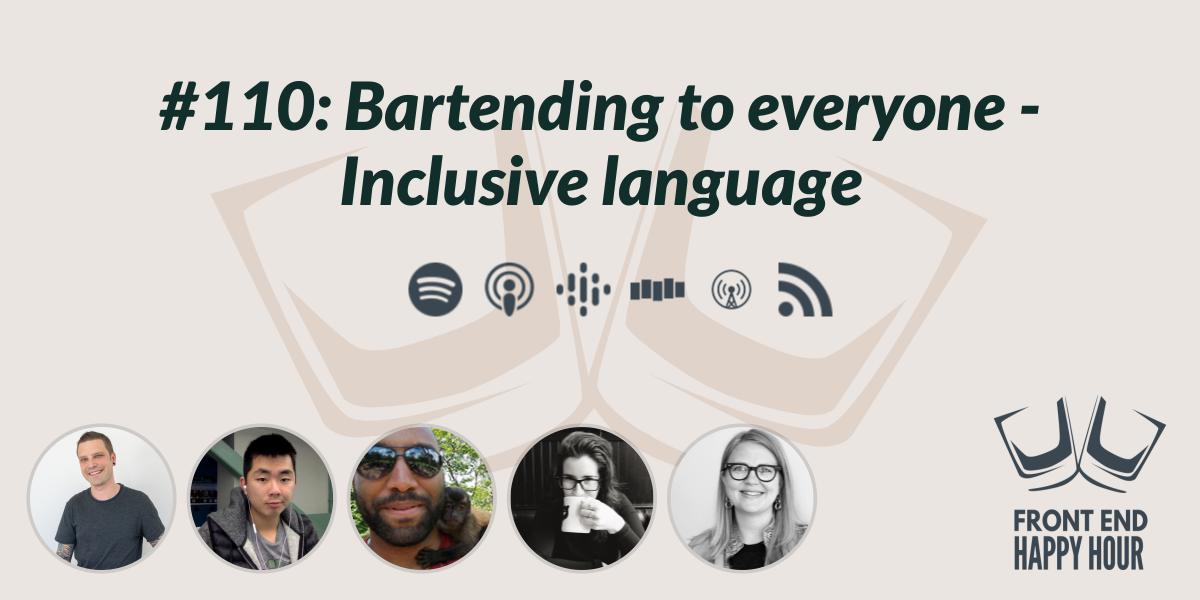 #110: Bartending to everyone -
Inclusive language
FRONT END
HAPPY HOUR